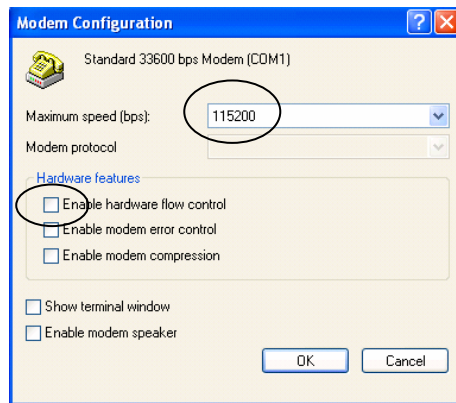 Modem Configuration
Standard 33600 bps Modem (COM1)
Maximum speed (bps): 115200
Modem protocol
Hardware features
Enable hardware flow control
Enable modem error control
Enable modem compression
Show terminal window
Enable modem speaker
OK Cancel